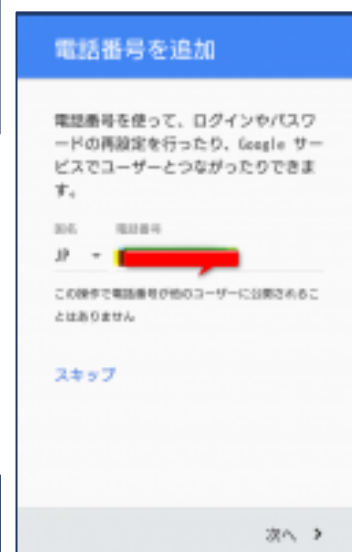 電話番号を追加
電話番号を使って、ログインやパスワ
ードの再設定を行ったり、Google サー
ビスでユーザーとつながったりできま
す。
国名 電話番号
JP
この操作で電話番号が他のユーザーに公開されるこ
とはありません
スキップ
次へ